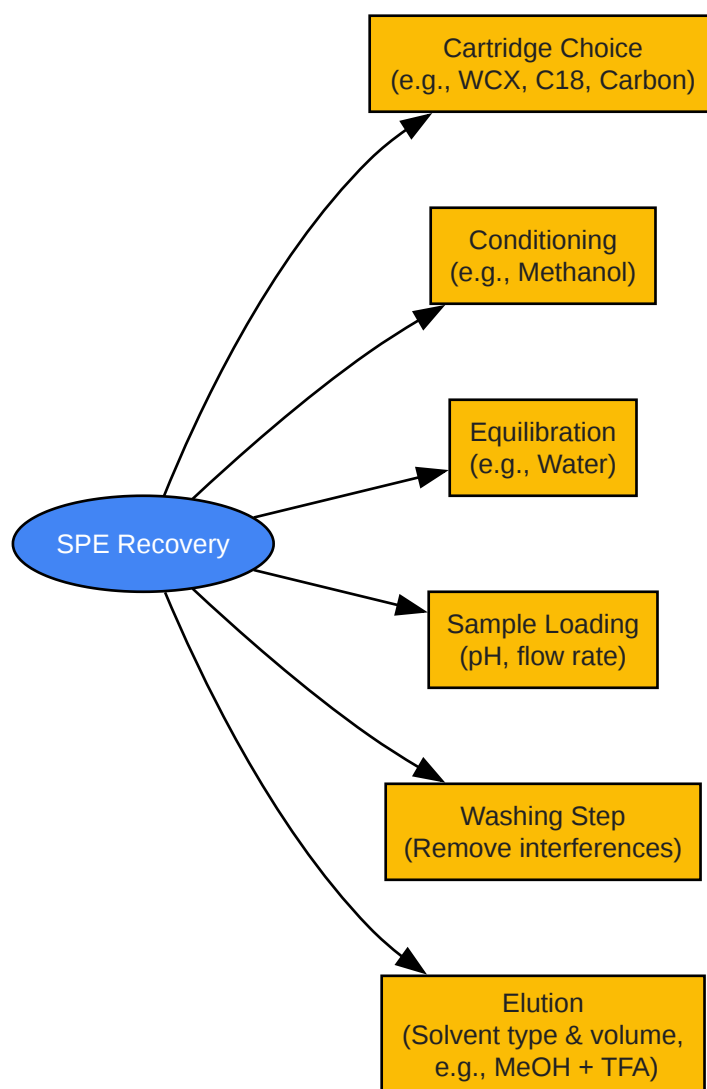 Cartridge Choice
(e.g., WCX, C18, Carbon)
Conditioning
(e.g., Methanol)
Equilibration
(e.g., Water)
SPE Recovery
Sample Loading
(pH, flow rate)
Washing Step
(Remove interferences)
Elution
(Solvent type & volume,
e.g., MeOH + TFA)